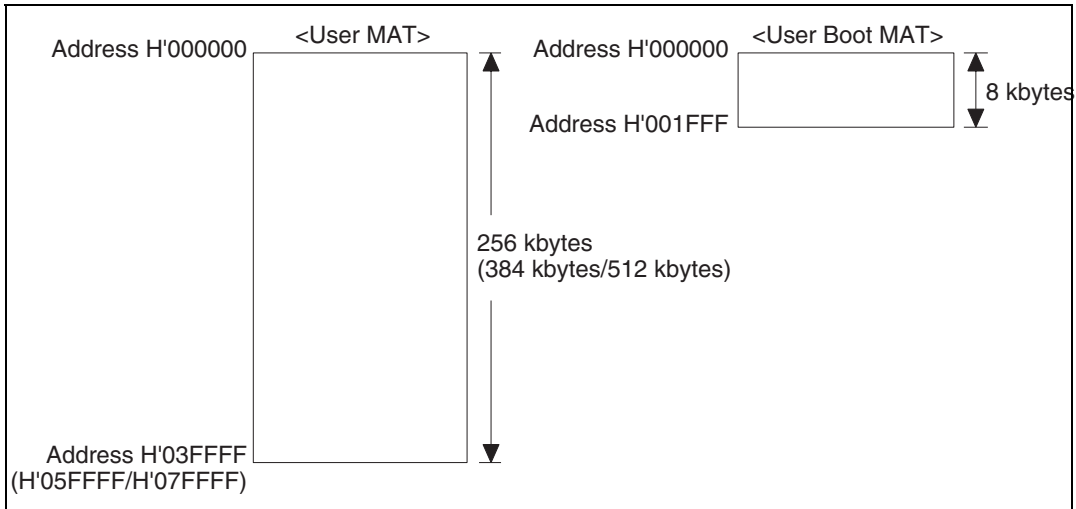 <User MAT>
Address H'000000
256 kbytes
(384 kbytes/512 kbytes)
Address H'03FFFF
(H'05FFFF/H'07FFFF)
<User Boot MAT>
Address H'000000
8 kbytes
Address H'001FFF